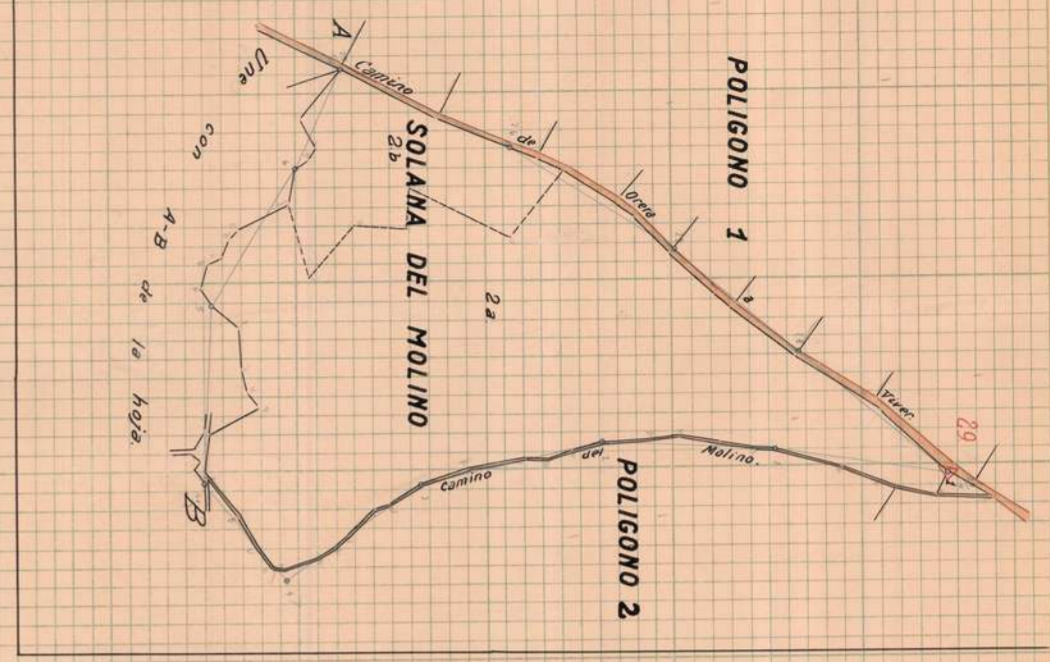 POLIGONO 1
A
Camino de Orera a Viver
29
SOLANA DEL MOLINO
2b
2a
Une con A-B de la hoja.
B
Camino del Molino.
POLIGONO 2